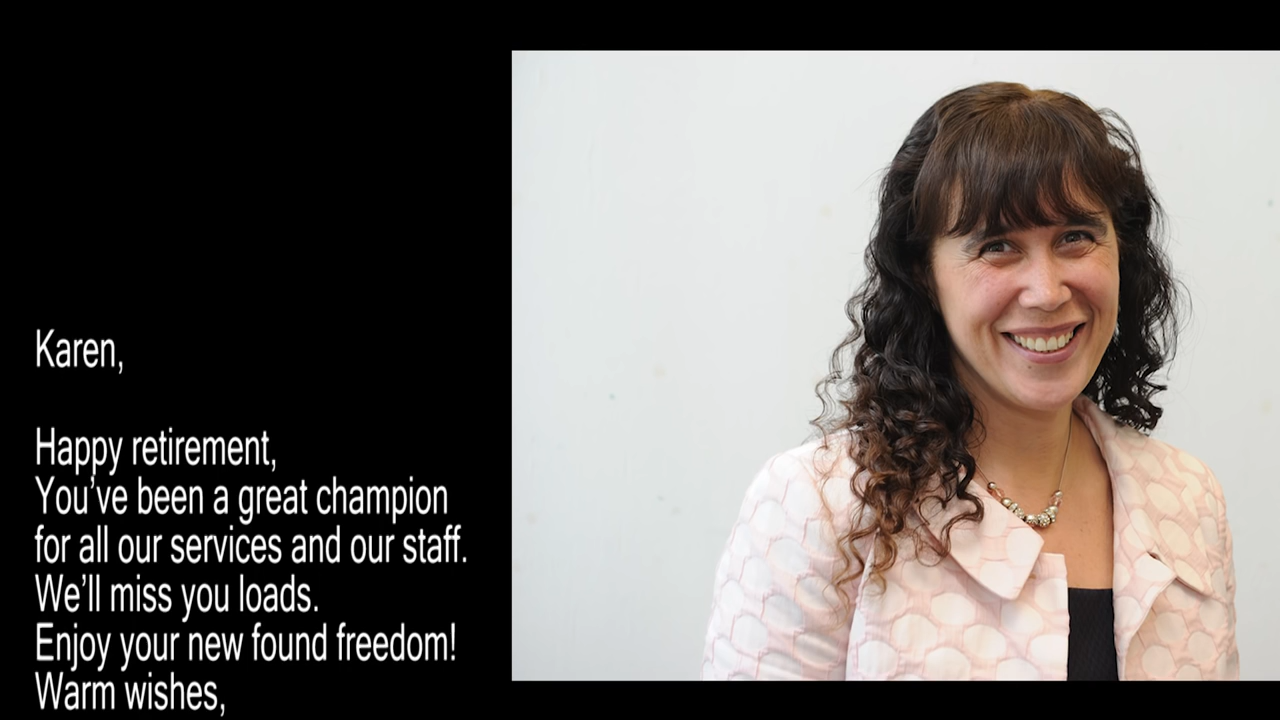 Karen,
Happy retirement,
You've been a great champion
for all our services and our staff.
We'll miss you loads.
Enjoy your new found freedom!
Warm wishes,